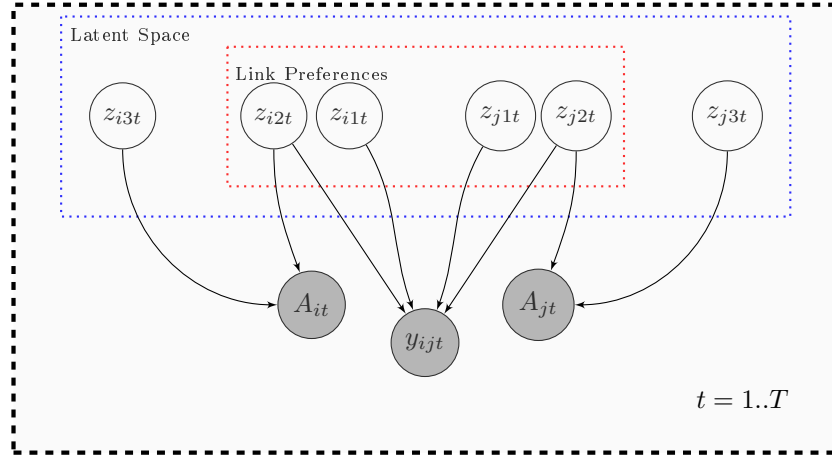 Latent Space
Link Preferences
z_{i3t} z_{i2t} z_{i1t} z_{j1t} z_{j2t} z_{j3t}
A_{it} A_{jt}
y_{ijt}
t = 1..T